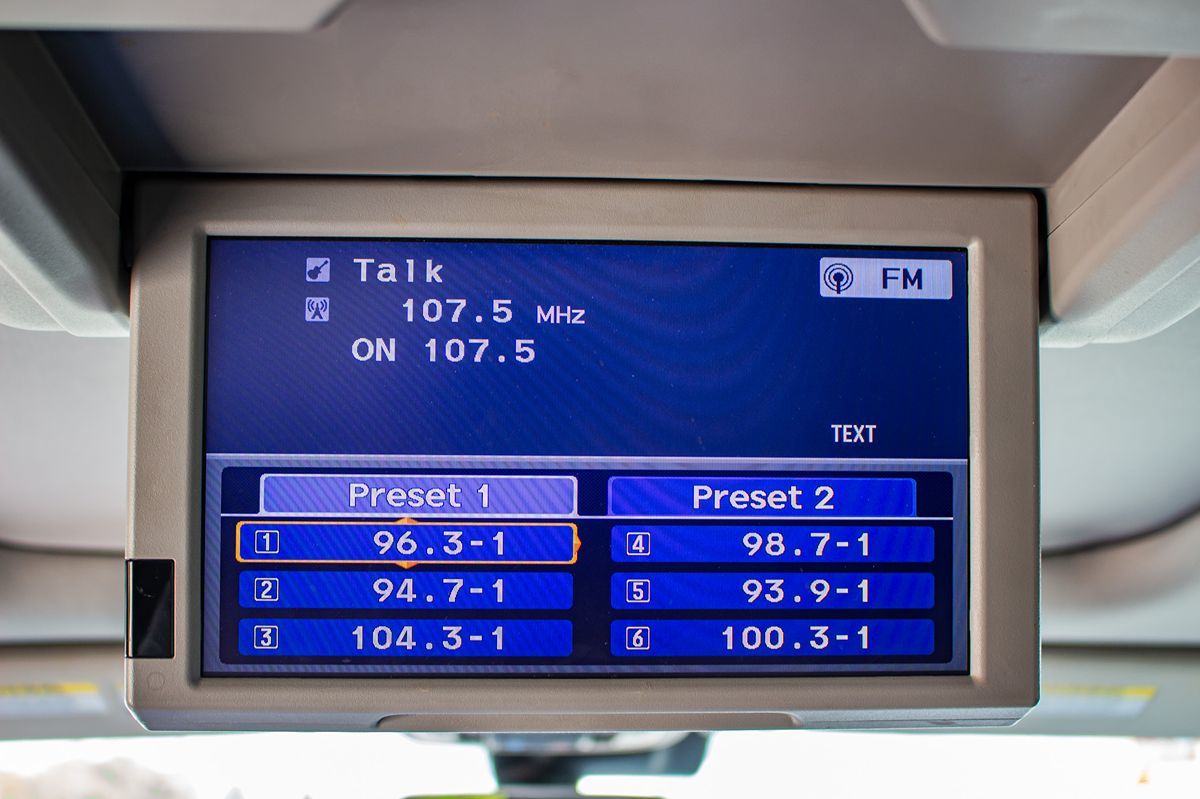 Talk
FM
107.5 MHz
ON 107.5
TEXT
Preset 1
Preset 2
1 96.3-1
4 98.7-1
2 94.7-1
5 93.9-1
3 104.3-1
6 100.3-1